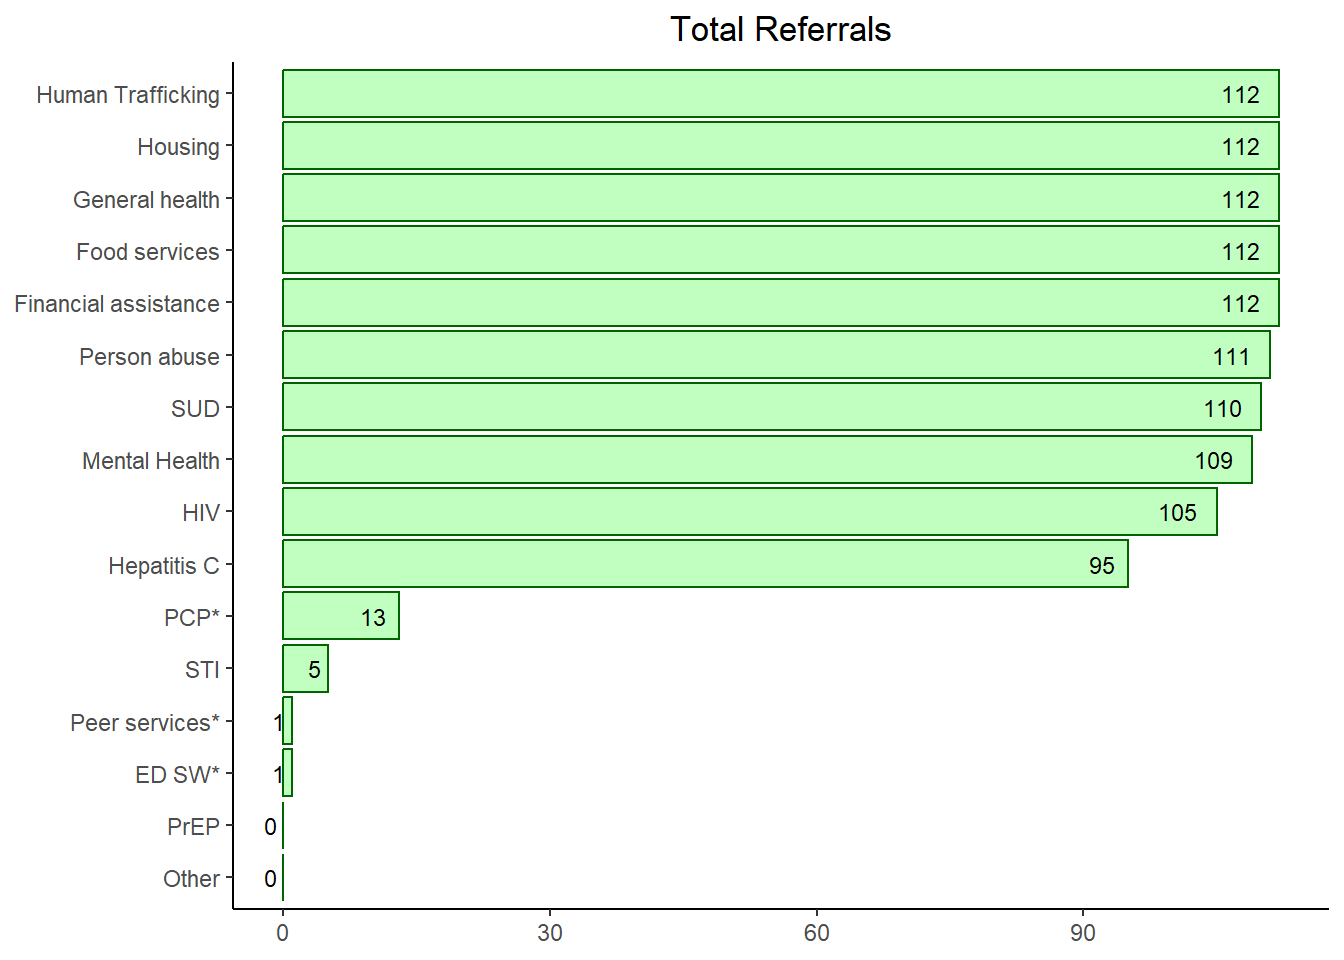 Total Referrals
Human Trafficking 112
Housing 112
General health 112
Food services 112
Financial assistance 112
Person abuse 111
SUD 110
Mental Health 109
HIV 105
Hepatitis C 95
PCP* 13
STI 5
Peer services* 1
ED SW* 1
PrEP 0
Other 0
0 30 60 90